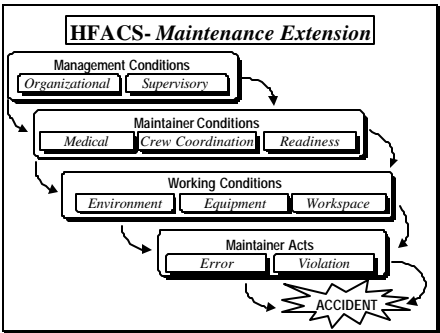 HFACS- Maintenance Extension
Management Conditions
Organizational Supervisory
Maintainer Conditions
Medical Crew Coordination Readiness
Working Conditions
Environment Equipment Workspace
Maintainer Acts
Error Violation
ACCIDENT